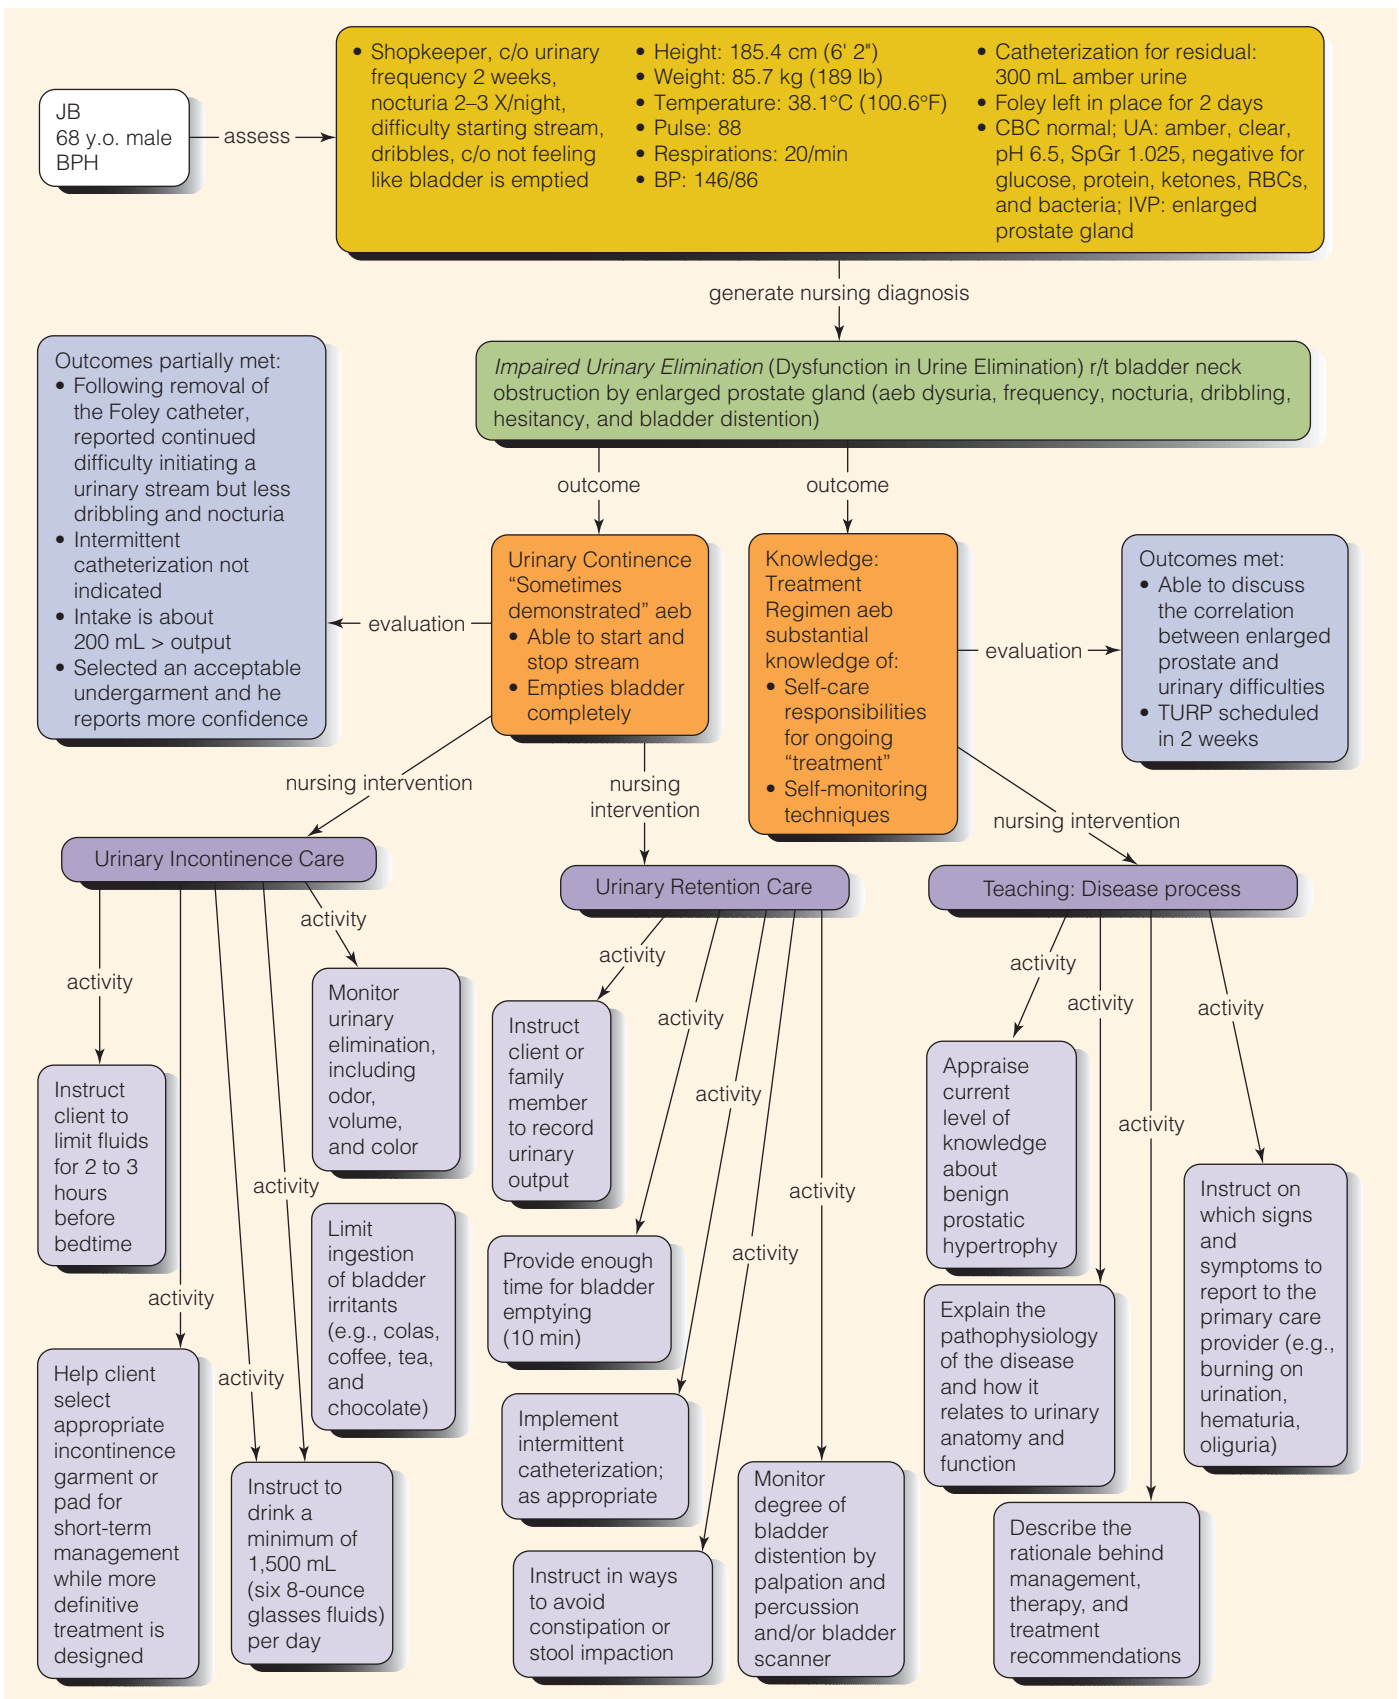 JB
68 y.o. male
BPH
assess
• Shopkeeper, c/o urinary
frequency 2 weeks,
nocturia 2–3 X/night,
difficulty starting stream,
dribbles, c/o not feeling
like bladder is emptied
• Height: 185.4 cm (6' 2")
• Weight: 85.7 kg (189 lb)
• Temperature: 38.1°C (100.6°F)
• Pulse: 88
• Respirations: 20/min
• BP: 146/86
• Catheterization for residual:
300 mL amber urine
• Foley left in place for 2 days
• CBC normal; UA: amber, clear,
pH 6.5, SpGr 1.025, negative for
glucose, protein, ketones, RBCs,
and bacteria; IVP: enlarged
prostate gland
generate nursing diagnosis
Impaired Urinary Elimination (Dysfunction in Urine Elimination) r/t bladder neck
obstruction by enlarged prostate gland (aeb dysuria, frequency, nocturia, dribbling,
hesitancy, and bladder distention)
Outcomes partially met:
• Following removal of
the Foley catheter,
reported continued
difficulty initiating a
urinary stream but less
dribbling and nocturia
• Intermittent
catheterization not
indicated
• Intake is about
200 mL > output
• Selected an acceptable
undergarment and he
reports more confidence
evaluation
outcome
Urinary Continence
“Sometimes
demonstrated” aeb
• Able to start and
stop stream
• Empties bladder
completely
outcome
Knowledge:
Treatment
Regimen aeb
substantial
knowledge of:
• Self-care
responsibilities
for ongoing
“treatment”
• Self-monitoring
techniques
evaluation
Outcomes met:
• Able to discuss
the correlation
between enlarged
prostate and
urinary difficulties
• TURP scheduled
in 2 weeks
nursing intervention
nursing
intervention
nursing intervention
Urinary Incontinence Care
activity
Instruct
client to
limit fluids
for 2 to 3
hours
before
bedtime
activity
Help client
select
appropriate
incontinence
garment or
pad for
short-term
management
while more
definitive
treatment is
designed
activity
Instruct to
drink a
minimum of
1,500 mL
(six 8-ounce
glasses fluids)
per day
activity
Limit
ingestion
of bladder
irritants
(e.g., colas,
coffee, tea,
and
chocolate)
activity
Monitor
urinary
elimination,
including
odor,
volume,
and color
Urinary Retention Care
activity
Instruct
client or
family
member
to record
urinary
output
activity
Provide enough
time for bladder
emptying
(10 min)
activity
Implement
intermittent
catheterization;
as appropriate
activity
Instruct in ways
to avoid
constipation or
stool impaction
activity
Monitor
degree of
bladder
distention by
palpation and
percussion
and/or bladder
scanner
Teaching: Disease process
activity
Appraise
current
level of
knowledge
about
benign
prostatic
hypertrophy
activity
Explain the
pathophysiology
of the disease
and how it
relates to urinary
anatomy and
function
activity
Describe the
rationale behind
management,
therapy, and
treatment
recommendations
activity
Instruct on
which signs
and
symptoms to
report to the
primary care
provider (e.g.,
burning on
urination,
hematuria,
oliguria)